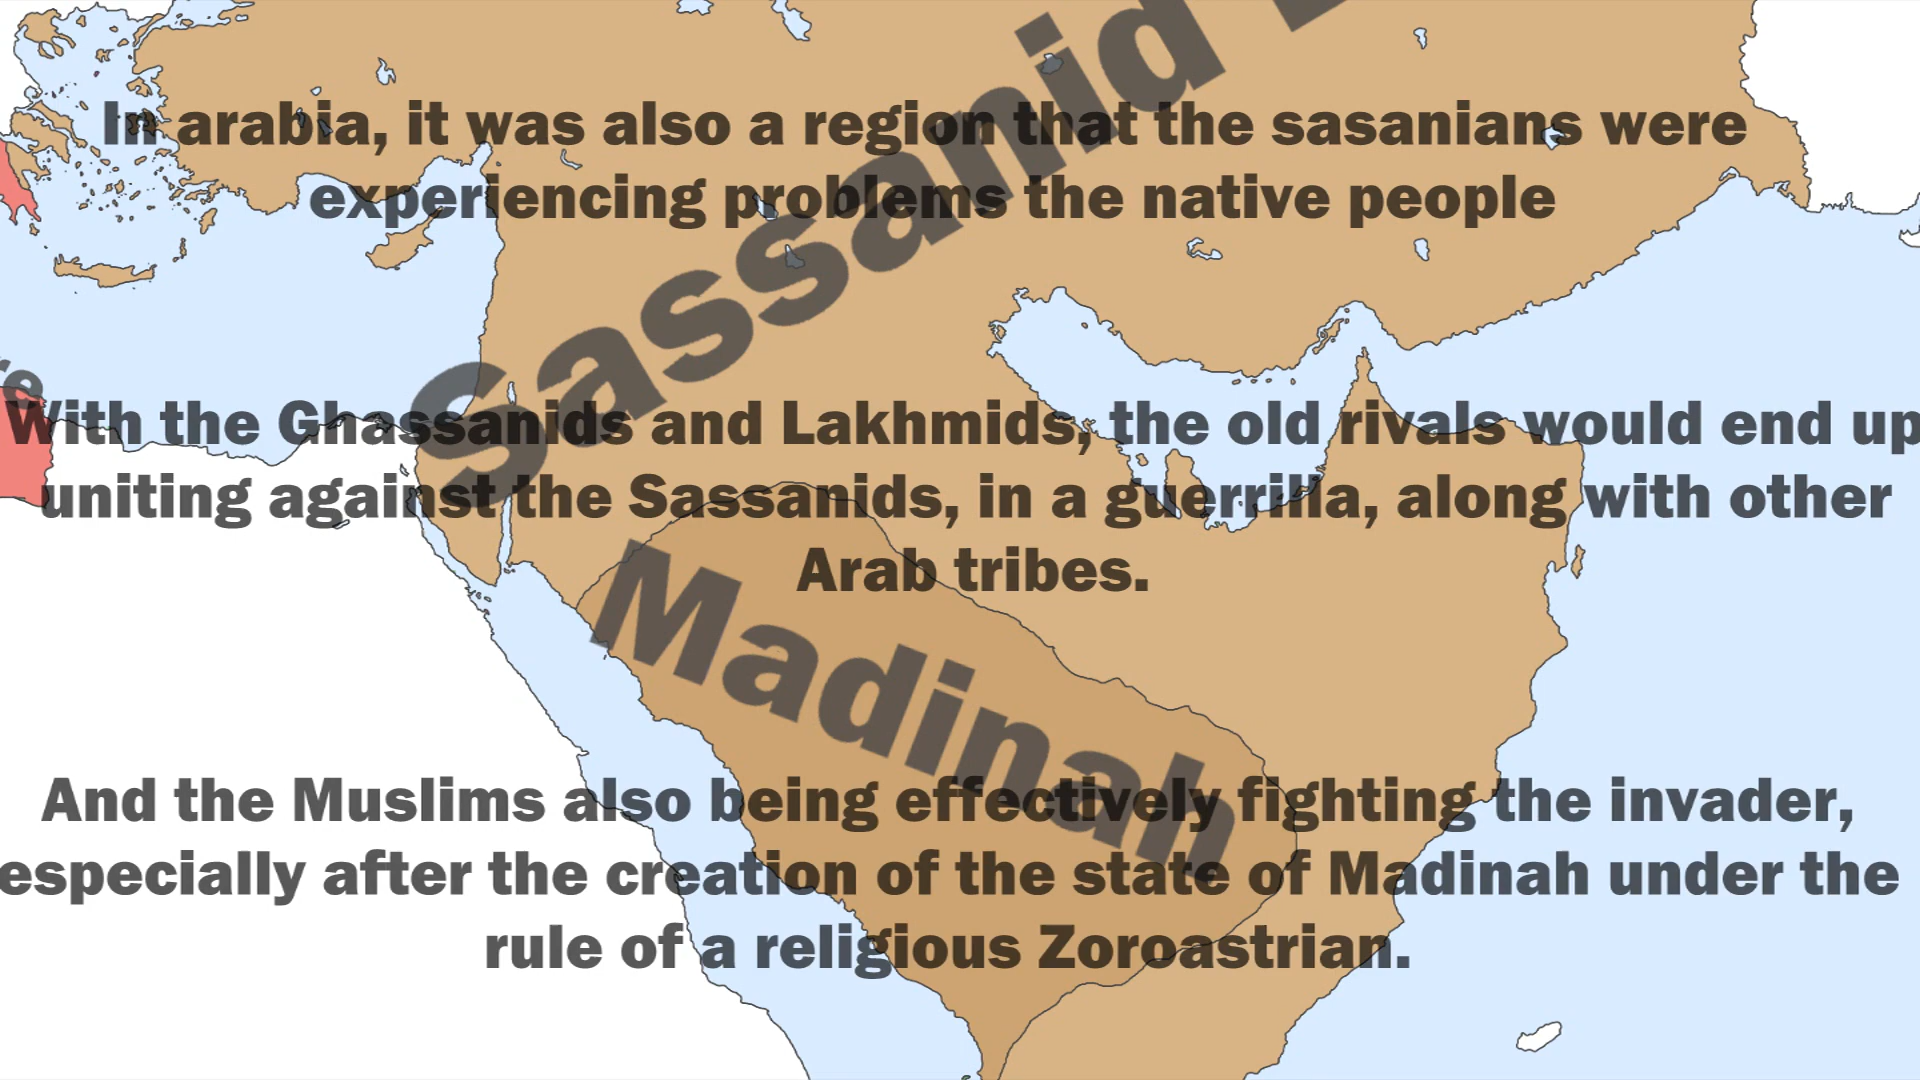 In arabia, it was also a region that the sasanians were
experiencing problems the native people
Sassanid
re
With the Ghassanids and Lakhmids, the old rivals would end up
uniting against the Sassanids, in a guerrilla, along with other
Arab tribes.
Madinah
And the Muslims also being effectively fighting the invader,
especially after the creation of the state of Madinah under the
rule of a religious Zoroastrian.